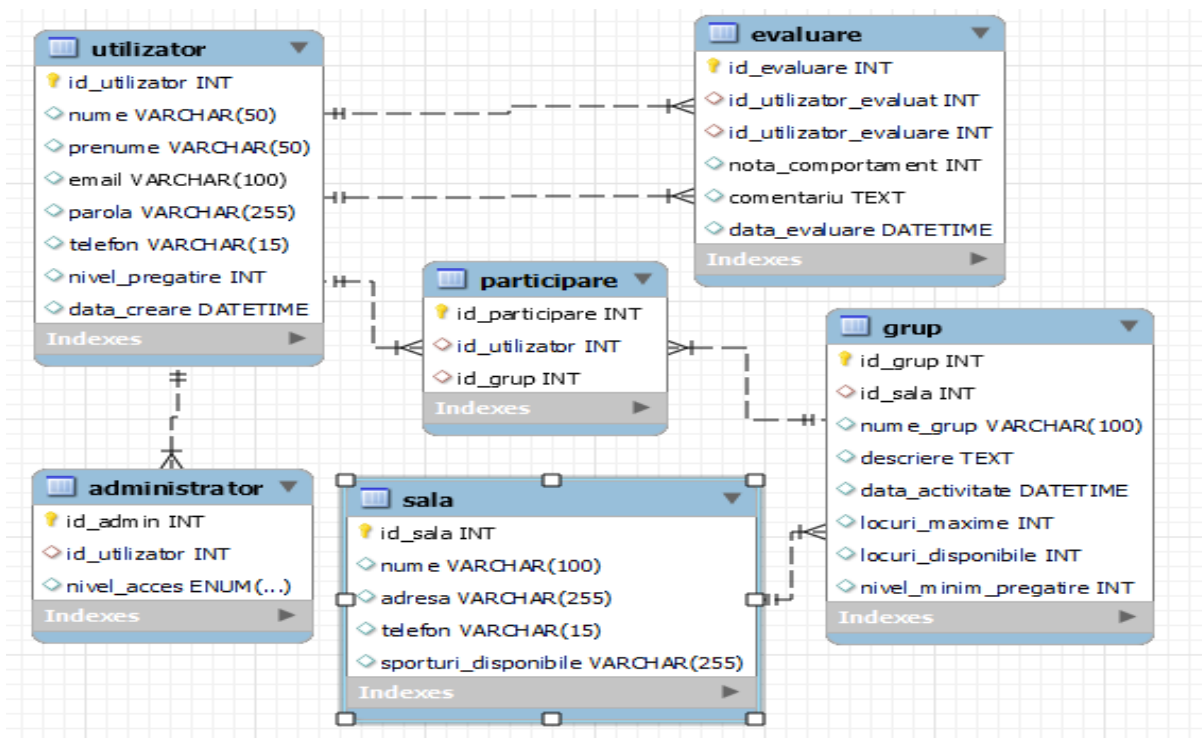 utilizator
id_utilizator INT
nume VARCHAR(50)
prenume VARCHAR(50)
email VARCHAR(100)
parola VARCHAR(255)
telefon VARCHAR(15)
nivel_pregatire INT
data_creare DATETIME
Indexes
evaluare
id_evaluare INT
id_utilizator_evaluat INT
id_utilizator_evaluare INT
nota_comportament INT
comentariu TEXT
data_evaluare DATETIME
Indexes
participare
id_participare INT
id_utilizator INT
id_grup INT
Indexes
grup
id_grup INT
id_sala INT
nume_grup VARCHAR(100)
descriere TEXT
data_activitate DATETIME
locuri_maxime INT
locuri_disponibile INT
nivel_minim_pregatire INT
Indexes
administrator
id_admin INT
id_utilizator INT
nivel_acces ENUM(...)
Indexes
sala
id_sala INT
nume VARCHAR(100)
adresa VARCHAR(255)
telefon VARCHAR(15)
sporturi_disponibile VARCHAR(255)
Indexes